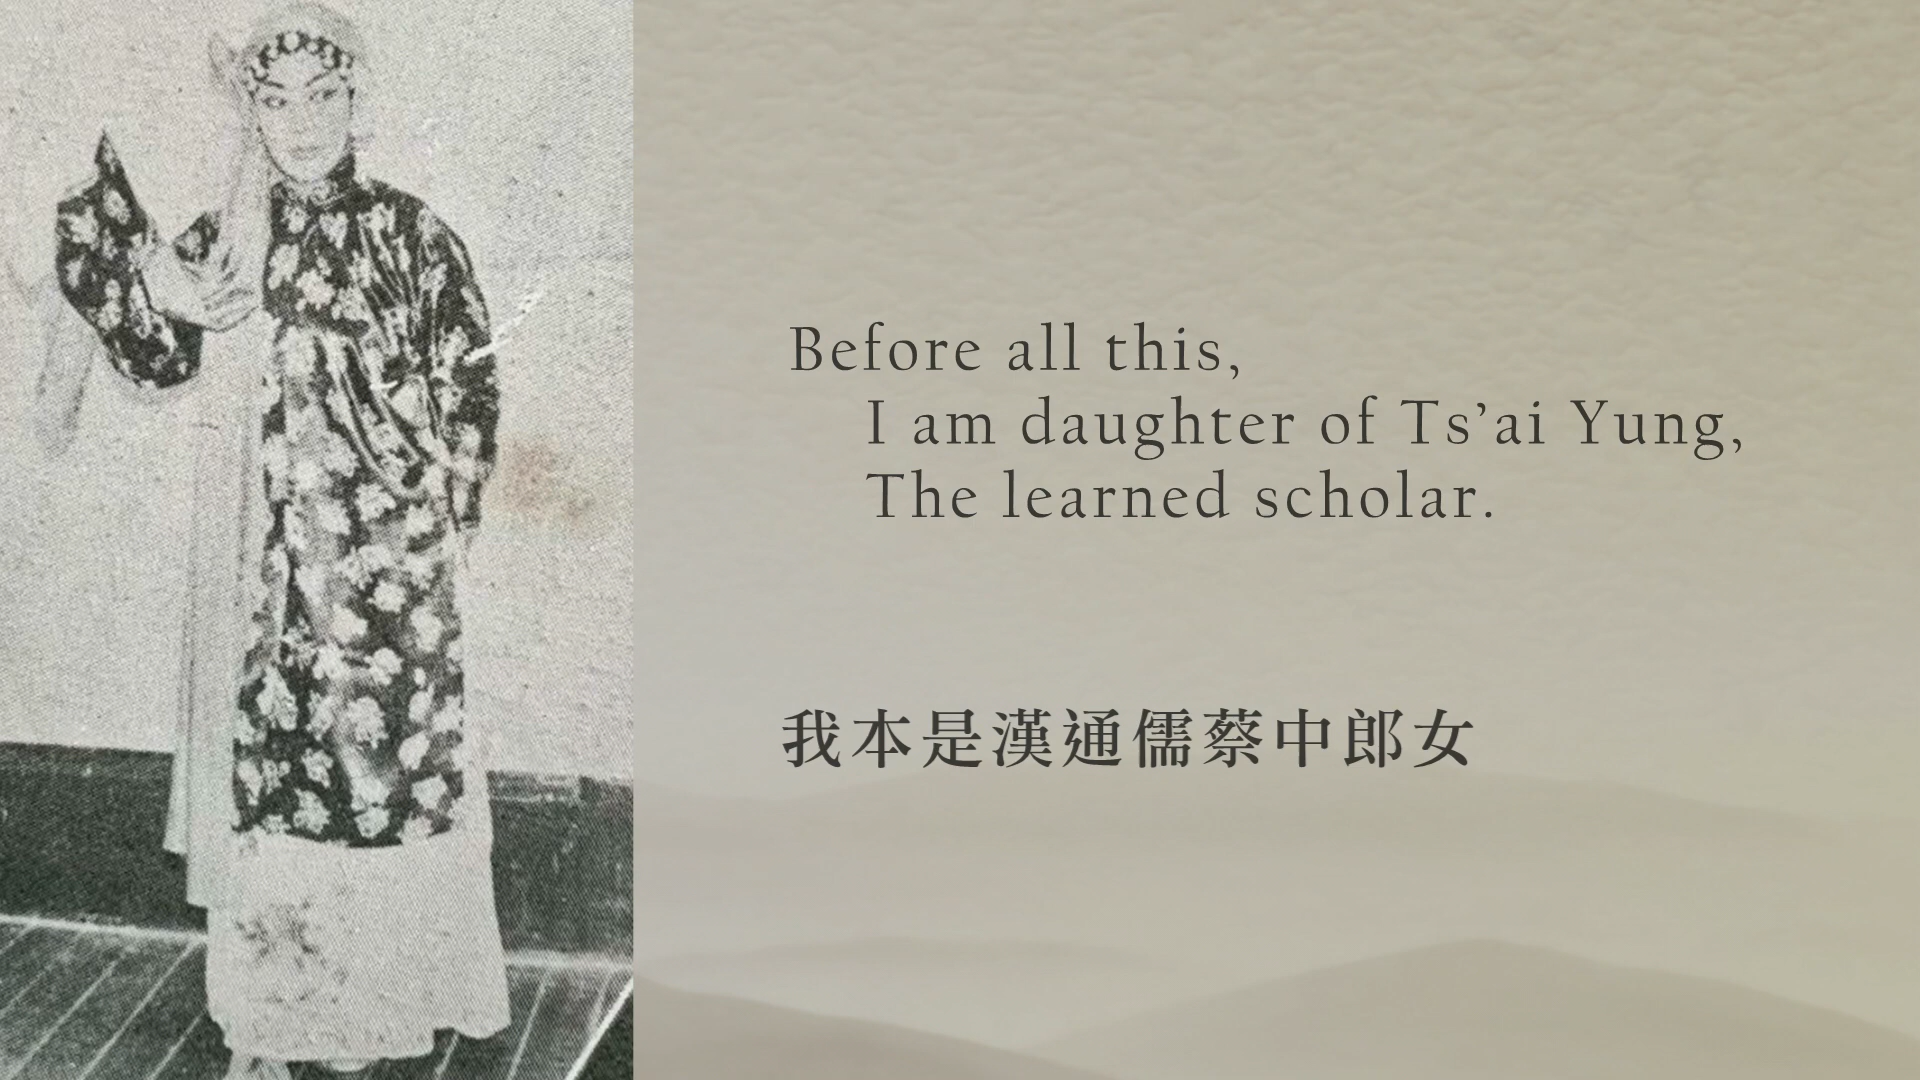 Before all this,
I am daughter of Ts’ai Yung,
The learned scholar.
我本是漢通儒蔡中郎女